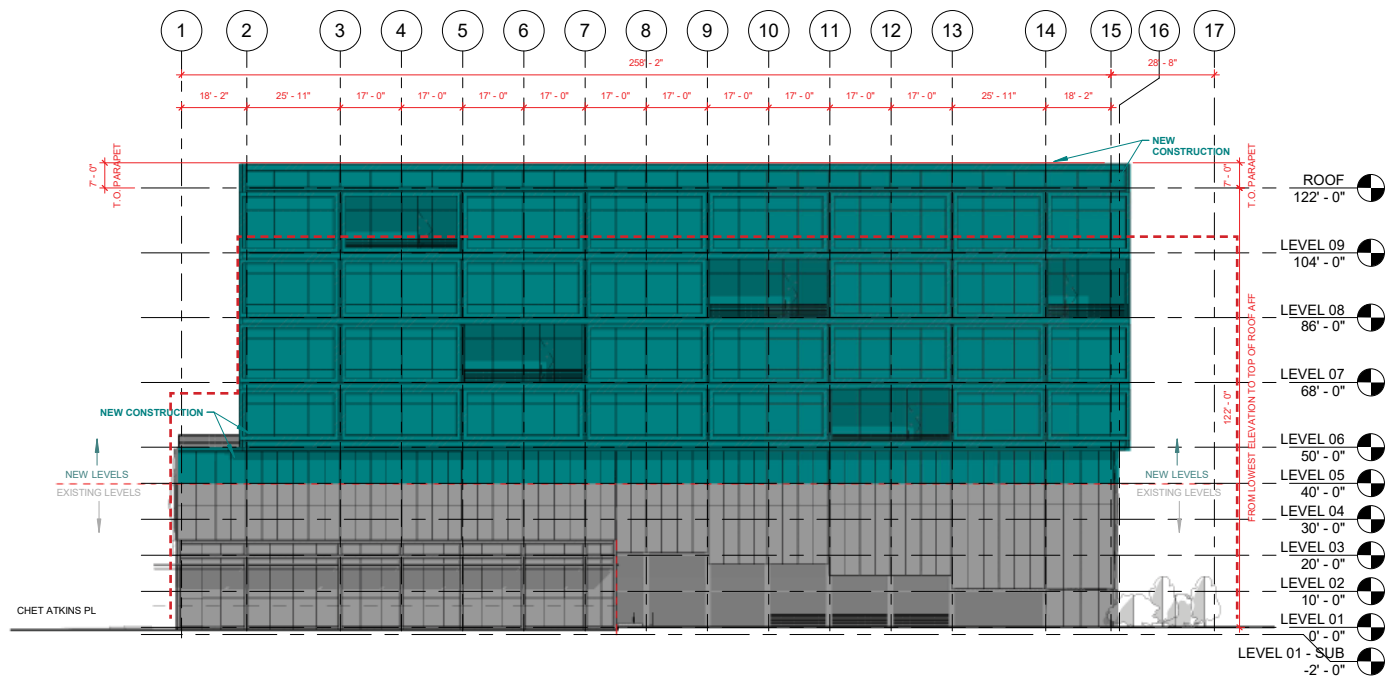 1 2 3 4 5 6 7 8 9 10 11 12 13 14 15 16 17
258' - 2" 28' - 8"
18' - 2" 25' - 11" 17' - 0" 17' - 0" 17' - 0" 17' - 0" 17' - 0" 17' - 0" 17' - 0" 17' - 0" 17' - 0" 17' - 0" 25' - 11" 18' - 2"
NEW
CONSTRUCTION
7' - 0"
T.O. PARAPET
7' - 0"
T.O. PARAPET
ROOF
122' - 0"
LEVEL 09
104' - 0"
LEVEL 08
86' - 0"
LEVEL 07
68' - 0"
122' - 0"
FROM LOWEST ELEVATION TO TOP OF ROOF AFF
NEW CONSTRUCTION
LEVEL 06
50' - 0"
NEW LEVELS
EXISTING LEVELS
NEW LEVELS
EXISTING LEVELS
LEVEL 05
40' - 0"
LEVEL 04
30' - 0"
LEVEL 03
20' - 0"
LEVEL 02
10' - 0"
CHET ATKINS PL
LEVEL 01
0' - 0"
LEVEL 01 - SUB
-2' - 0"